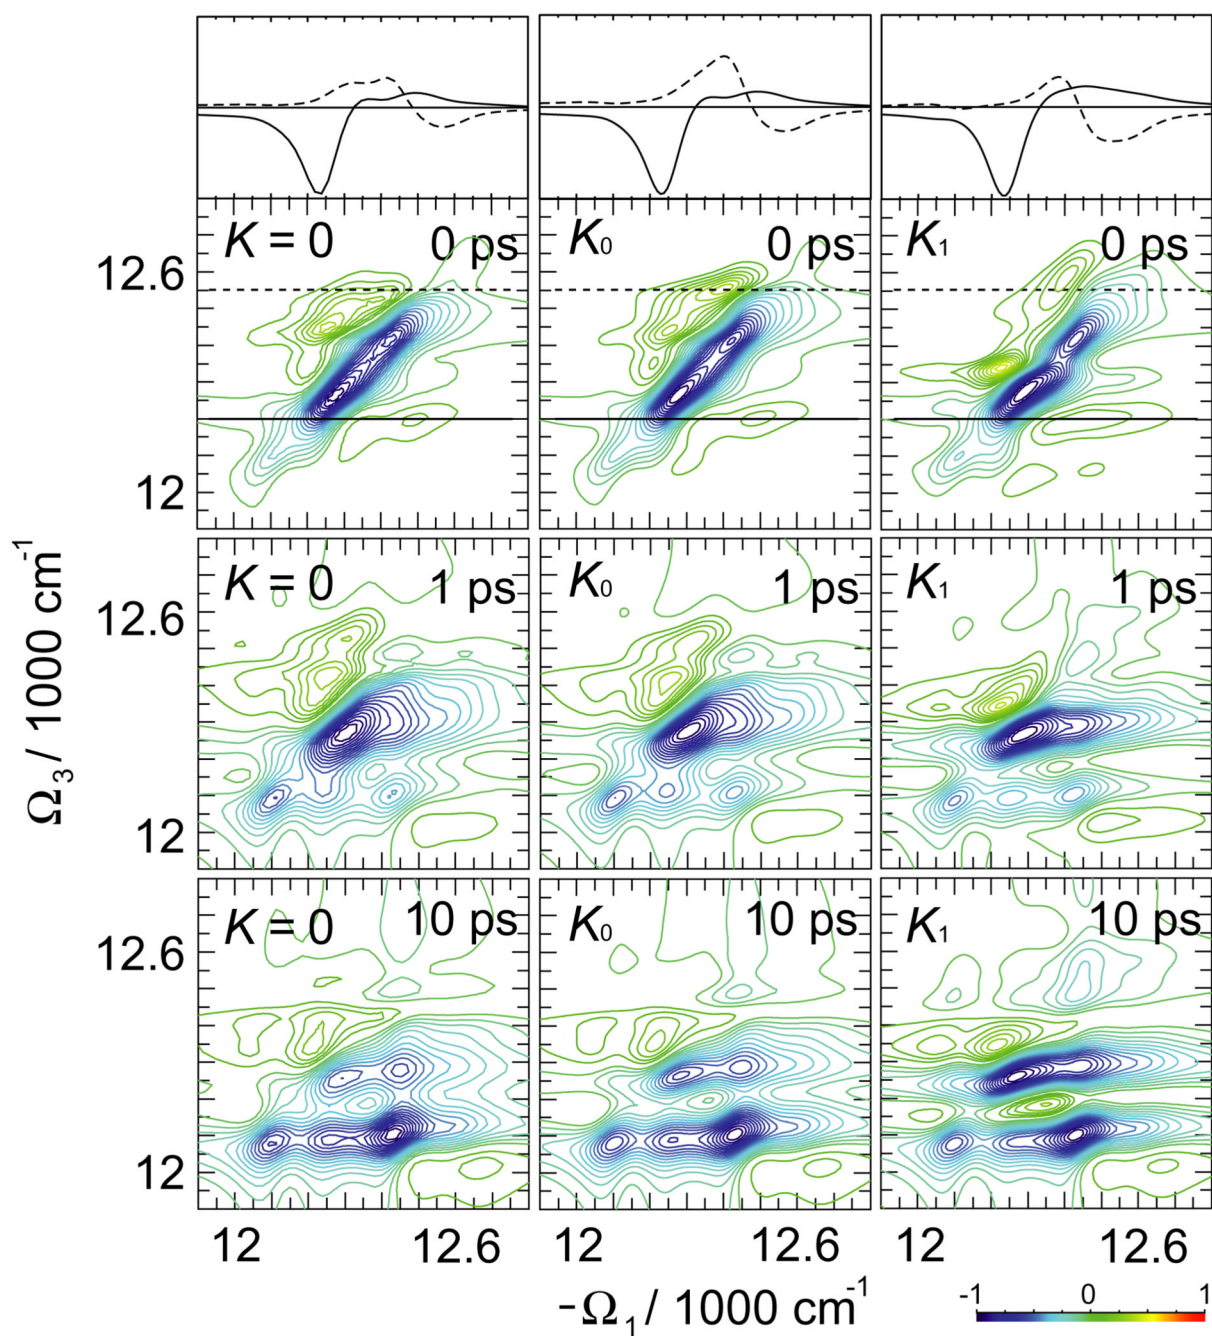 K = 0 0 ps
K0 0 ps
K1 0 ps
12.6
12
K = 0 1 ps
K0 1 ps
K1 1 ps
12.6
12
Ω3 / 1000 cm-1
K = 0 10 ps
K0 10 ps
K1 10 ps
12.6
12
12 12.6
12 12.6
12 12.6
-Ω1 / 1000 cm-1
-1 0 1